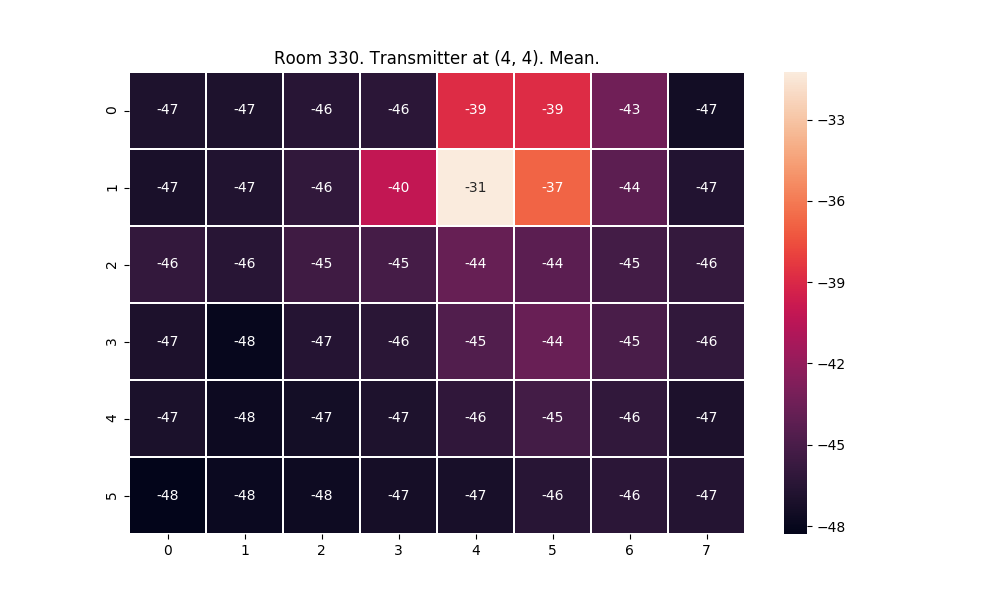 Room 330. Transmitter at (4, 4). Mean.
0 -47 -47 -46 -46 -39 -39 -43 -47
1 -47 -47 -46 -40 -31 -37 -44 -47
2 -46 -46 -45 -45 -44 -44 -45 -46
3 -47 -48 -47 -46 -45 -44 -45 -46
4 -47 -48 -47 -47 -46 -45 -46 -47
5 -48 -48 -48 -47 -47 -46 -46 -47
0 1 2 3 4 5 6 7
−33
−36
−39
−42
−45
−48